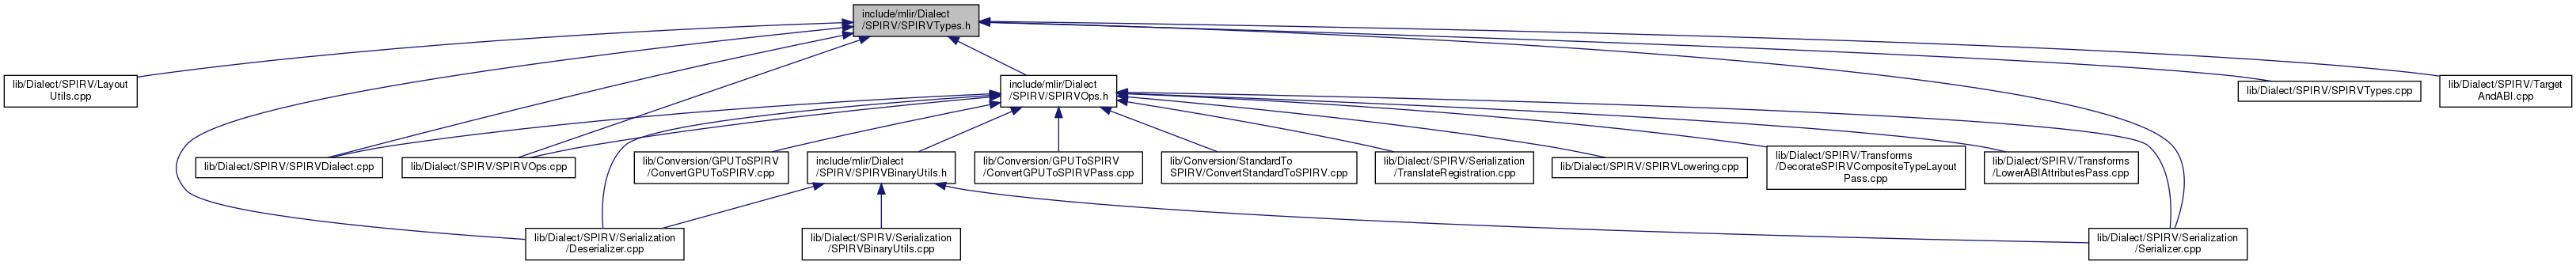 include/mlir/Dialect
/SPIRV/SPIRVTypes.h
lib/Dialect/SPIRV/Layout
Utils.cpp
include/mlir/Dialect
/SPIRV/SPIRVOps.h
lib/Dialect/SPIRV/SPIRVTypes.cpp
lib/Dialect/SPIRV/Target
AndABI.cpp
lib/Dialect/SPIRV/SPIRVDialect.cpp
lib/Dialect/SPIRV/SPIRVOps.cpp
lib/Conversion/GPUToSPIRV
/ConvertGPUToSPIRV.cpp
include/mlir/Dialect
/SPIRV/SPIRVBinaryUtils.h
lib/Conversion/GPUToSPIRV
/ConvertGPUToSPIRVPass.cpp
lib/Conversion/StandardTo
SPIRV/ConvertStandardToSPIRV.cpp
lib/Dialect/SPIRV/Serialization
/TranslateRegistration.cpp
lib/Dialect/SPIRV/SPIRVLowering.cpp
lib/Dialect/SPIRV/Transforms
/DecorateSPIRVCompositeTypeLayout
Pass.cpp
lib/Dialect/SPIRV/Transforms
/LowerABIAttributesPass.cpp
lib/Dialect/SPIRV/Serialization
/Deserializer.cpp
lib/Dialect/SPIRV/Serialization
/SPIRVBinaryUtils.cpp
lib/Dialect/SPIRV/Serialization
/Serializer.cpp